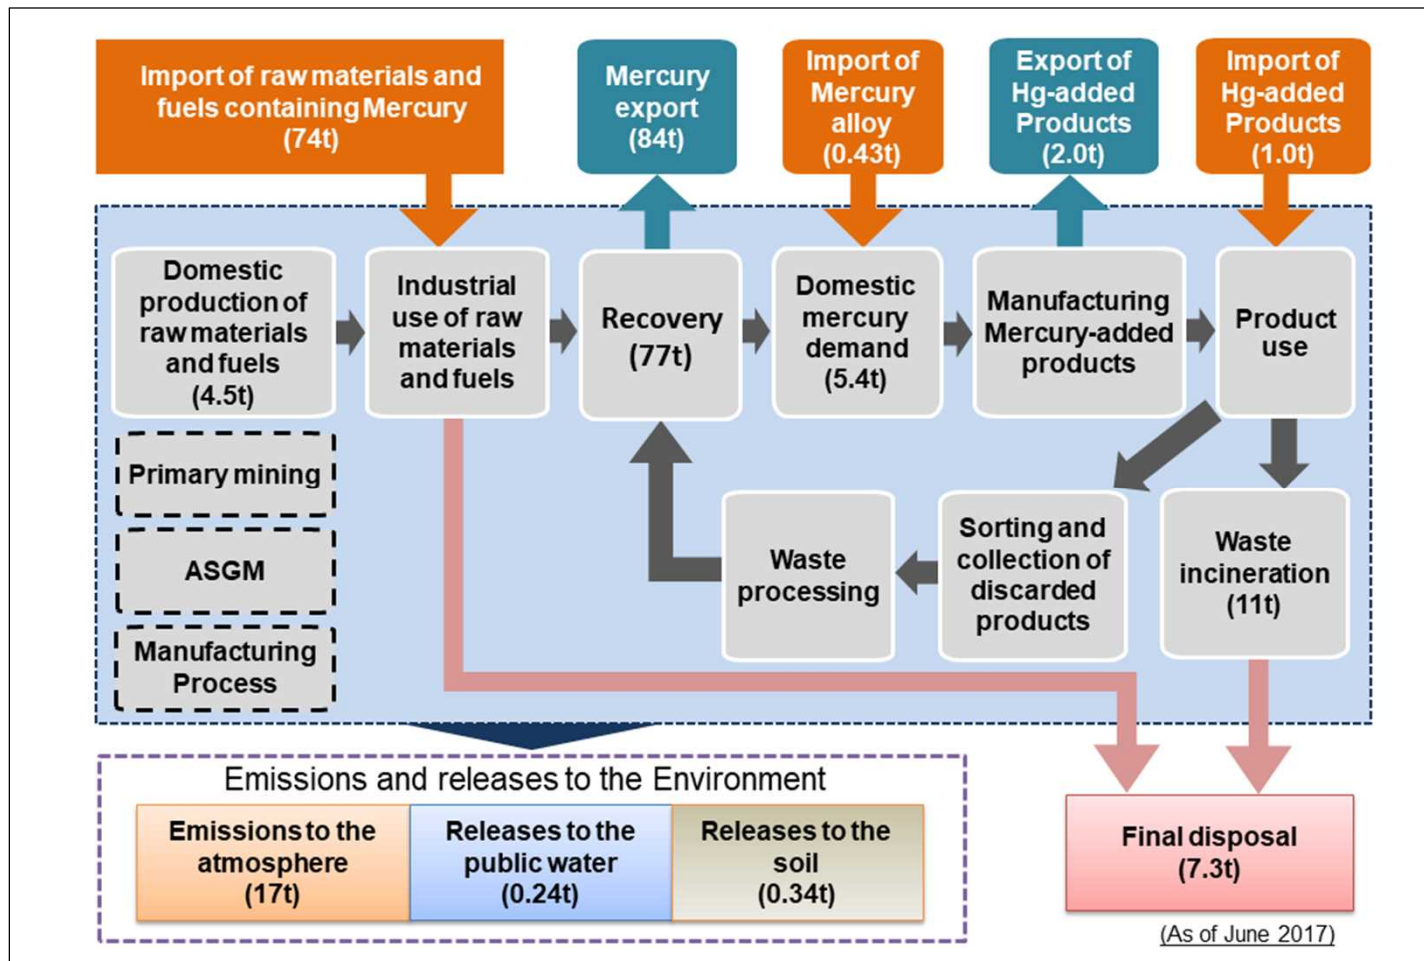 Import of raw materials and
fuels containing Mercury
(74t)
Mercury
export
(84t)
Import of
Mercury
alloy
(0.43t)
Export of
Hg-added
Products
(2.0t)
Import of
Hg-added
Products
(1.0t)
Domestic
production of
raw materials
and fuels
(4.5t)
Industrial
use of raw
materials
and fuels
Recovery
(77t)
Domestic
mercury
demand
(5.4t)
Manufacturing
Mercury-added
products
Product
use
Primary mining
ASGM
Manufacturing
Process
Waste
processing
Sorting and
collection of
discarded
products
Waste
incineration
(11t)
Emissions and releases to the Environment
Emissions to the
atmosphere
(17t)
Releases to the
public water
(0.24t)
Releases to the
soil
(0.34t)
Final disposal
(7.3t)
(As of June 2017)